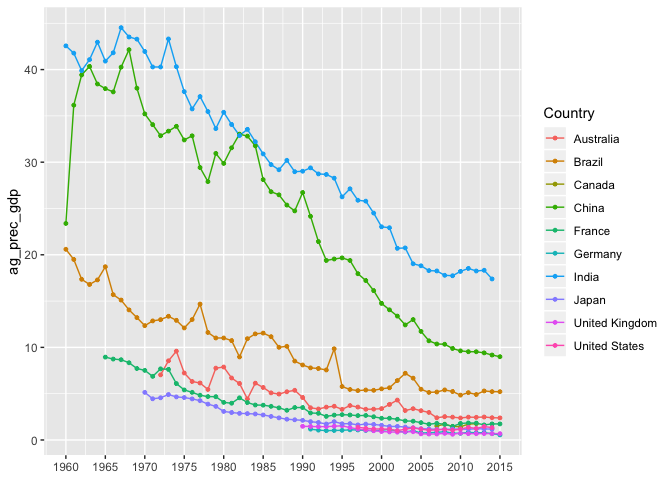 ag_prec_gdp
40
30
20
10
0
1960 1965 1970 1975 1980 1985 1990 1995 2000 2005 2010 2015
Country
Australia
Brazil
Canada
China
France
Germany
India
Japan
United Kingdom
United States